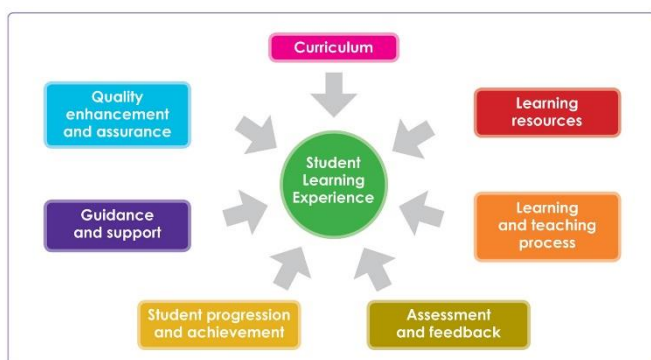 Curriculum
Quality
enhancement
and assurance
Learning
resources
Student
Learning
Experience
Guidance
and support
Learning
and teaching
process
Student progression
and achievement
Assessment
and feedback